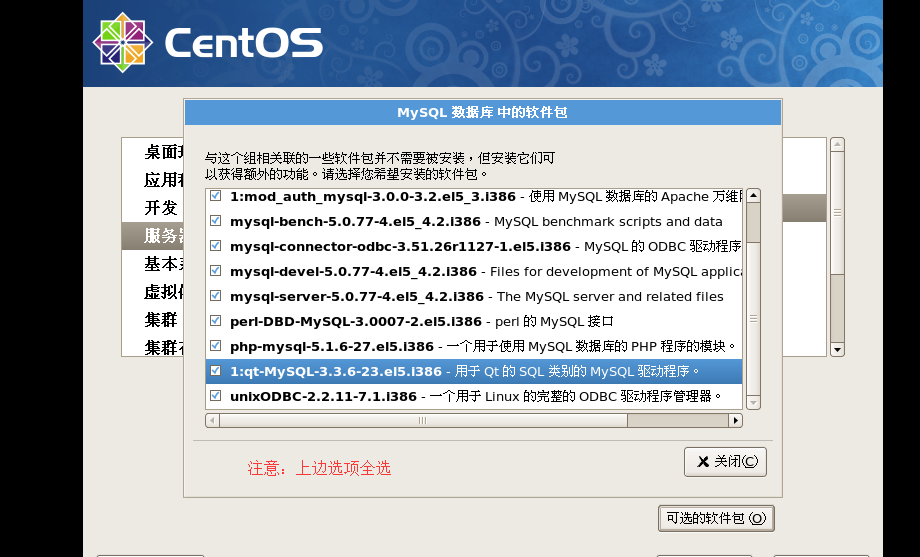 CentOS
MySQL 数据库 中的软件包
与这个组相关联的一些软件包并不需要被安装，但安装它们可
以获得额外的功能。请选择您希望安装的软件包。
桌面
应用
开发
服务器
基本
虚拟
集群
集群
1:mod_auth_mysql-3.0.0-3.2.el5_3.i386 - 使用 MySQL 数据库的 Apache 万维
mysql-bench-5.0.77-4.el5_4.2.i386 - MySQL benchmark scripts and data
mysql-connector-odbc-3.51.26r1127-1.el5.i386 - MySQL 的 ODBC 驱动程序
mysql-devel-5.0.77-4.el5_4.2.i386 - Files for development of MySQL applica
mysql-server-5.0.77-4.el5_4.2.i386 - The MySQL server and related files
perl-DBD-MySQL-3.0007-2.el5.i386 - perl 的 MySQL 接口
php-mysql-5.1.6-27.el5.i386 - 一个用于使用 MySQL 数据库的 PHP 程序的模块。
1:qt-MySQL-3.3.6-23.el5.i386 - 用于 Qt 的 SQL 类别的 MySQL 驱动程序。
unixODBC-2.2.11-7.1.i386 - 一个用于 Linux 的完整的 ODBC 驱动程序管理器。
注意：上边选项全选
关闭(C)
可选的软件包 (O)